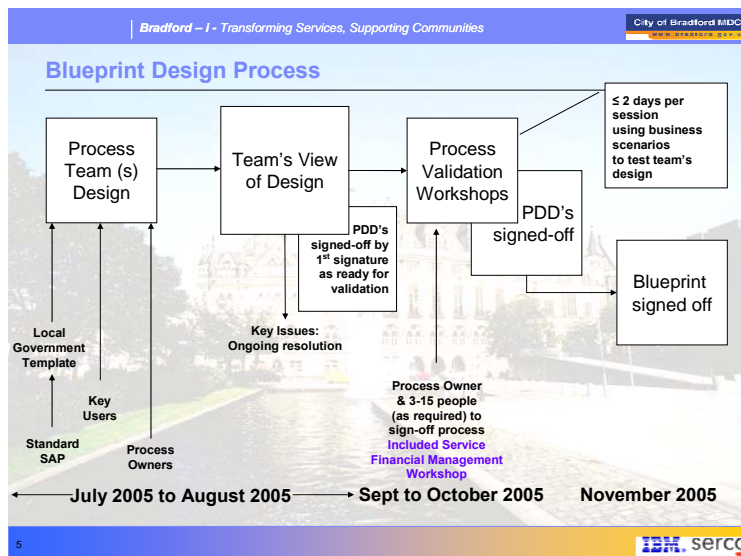 Bradford – i - Transforming Services, Supporting Communities
City of Bradford MDC
Blueprint Design Process
≤ 2 days per
session
using business
scenarios
to test team's
design
Process
Team (s)
Design
Team's View
of Design
Process
Validation
Workshops
PDD's
signed-off by
1st signature
as ready for
validation
PDD's
signed-off
Blueprint
signed off
Local
Government
Template
Key Issues:
Ongoing resolution
Key
Users
Standard
SAP
Process
Owners
Process Owner
& 3-15 people
(as required) to
sign-off process
Included Service
Financial Management
Workshop
July 2005 to August 2005
Sept to October 2005
November 2005
5
IBM.
serco